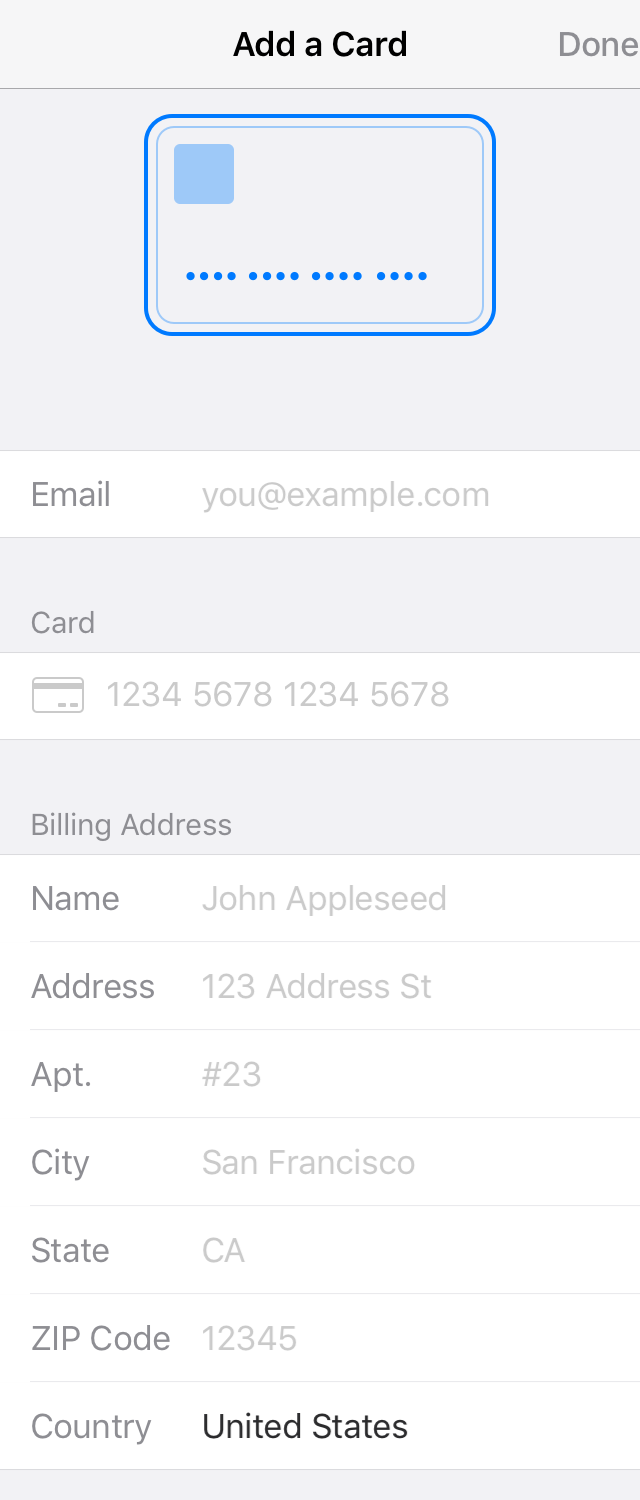 Add a Card Done
•••• •••• •••• ••••
Email you@example.com
Card
1234 5678 1234 5678
Billing Address
Name John Appleseed
Address 123 Address St
Apt. #23
City San Francisco
State CA
ZIP Code 12345
Country United States